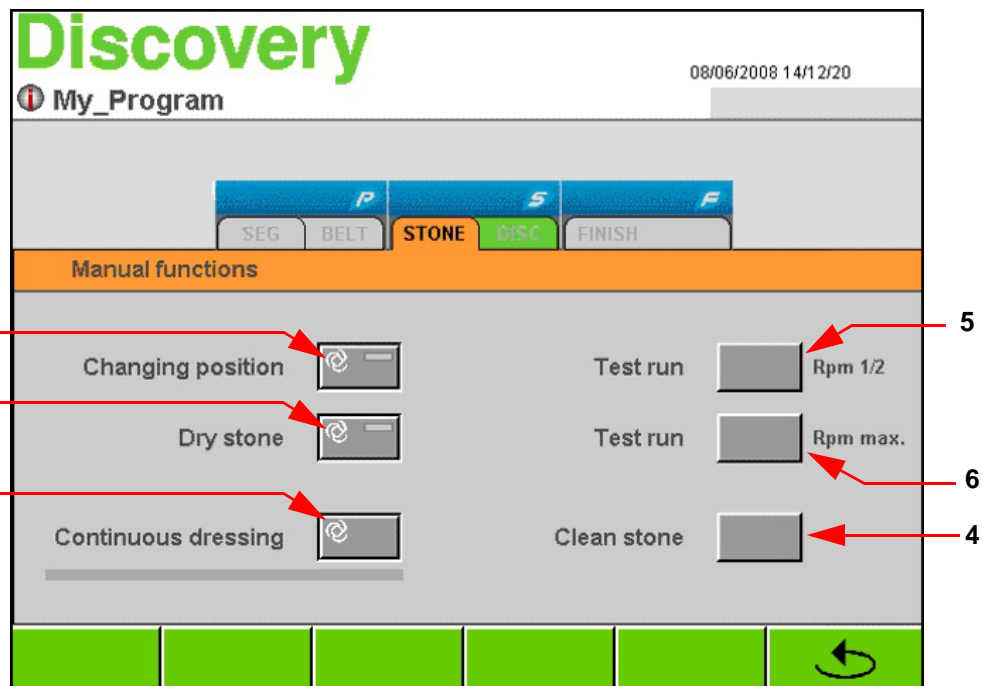 Discovery
08/06/2008 14/12/20
My_Program
P S F
SEG BELT STONE DISC FINISH
Manual functions
5
Changing position Test run Rpm 1/2
Dry stone Test run Rpm max.
6
Continuous dressing Clean stone 4